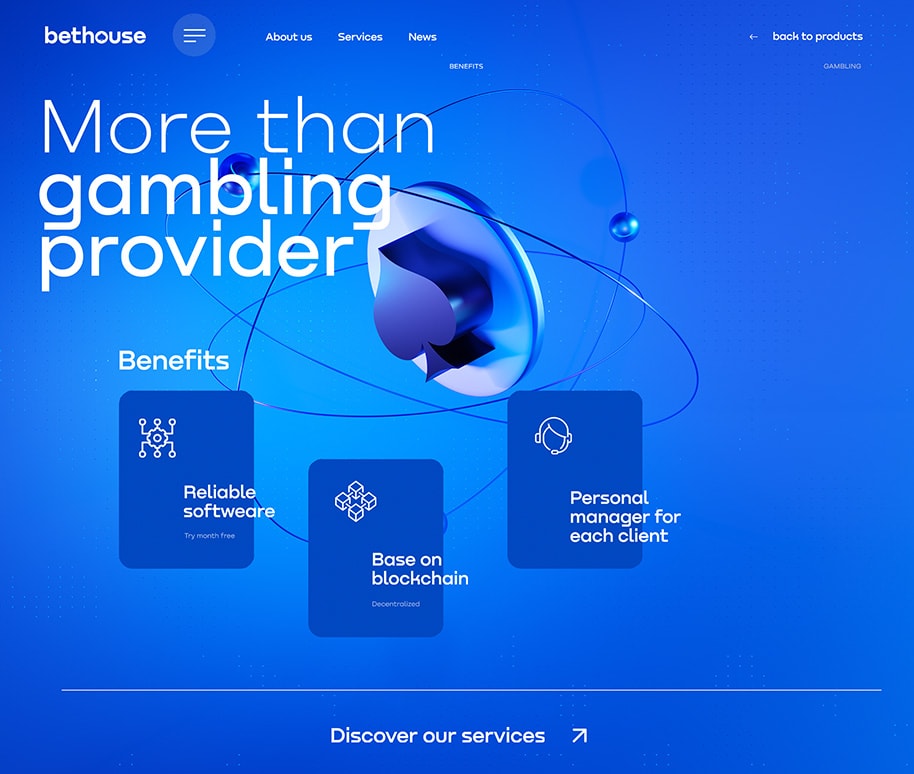 bethouse
About us
Services
News
← back to products
BENEFITS
GAMBLING
More than
gambling
provider
Benefits
Reliable
softweare
Try month free
Base on
blockchain
Decentralized
Personal
manager for
each client
Discover our services